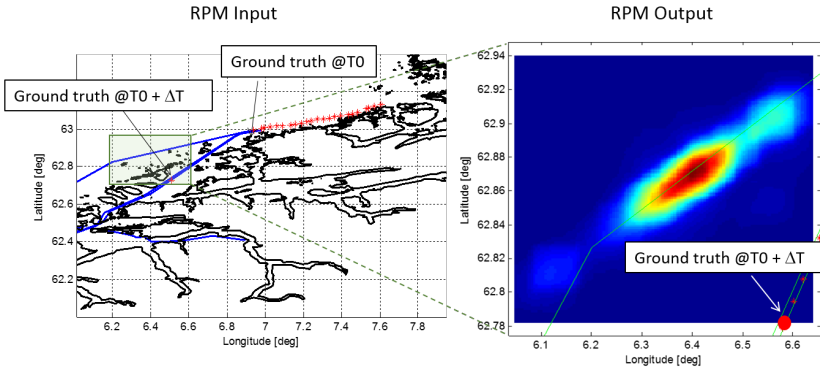 RPM Input
RPM Output
Ground truth @T0
Ground truth @T0 + ΔT
63
62.8
62.6
62.4
62.2
Latitude [deg]
6.2 6.4 6.6 6.8 7 7.2 7.4 7.6 7.8
Longitude [deg]
62.94
62.92
62.9
62.88
62.86
62.84
62.82
62.8
62.78
Latitude [deg]
Ground truth @T0 + ΔT
6.1 6.2 6.3 6.4 6.5 6.6
Longitude [deg]